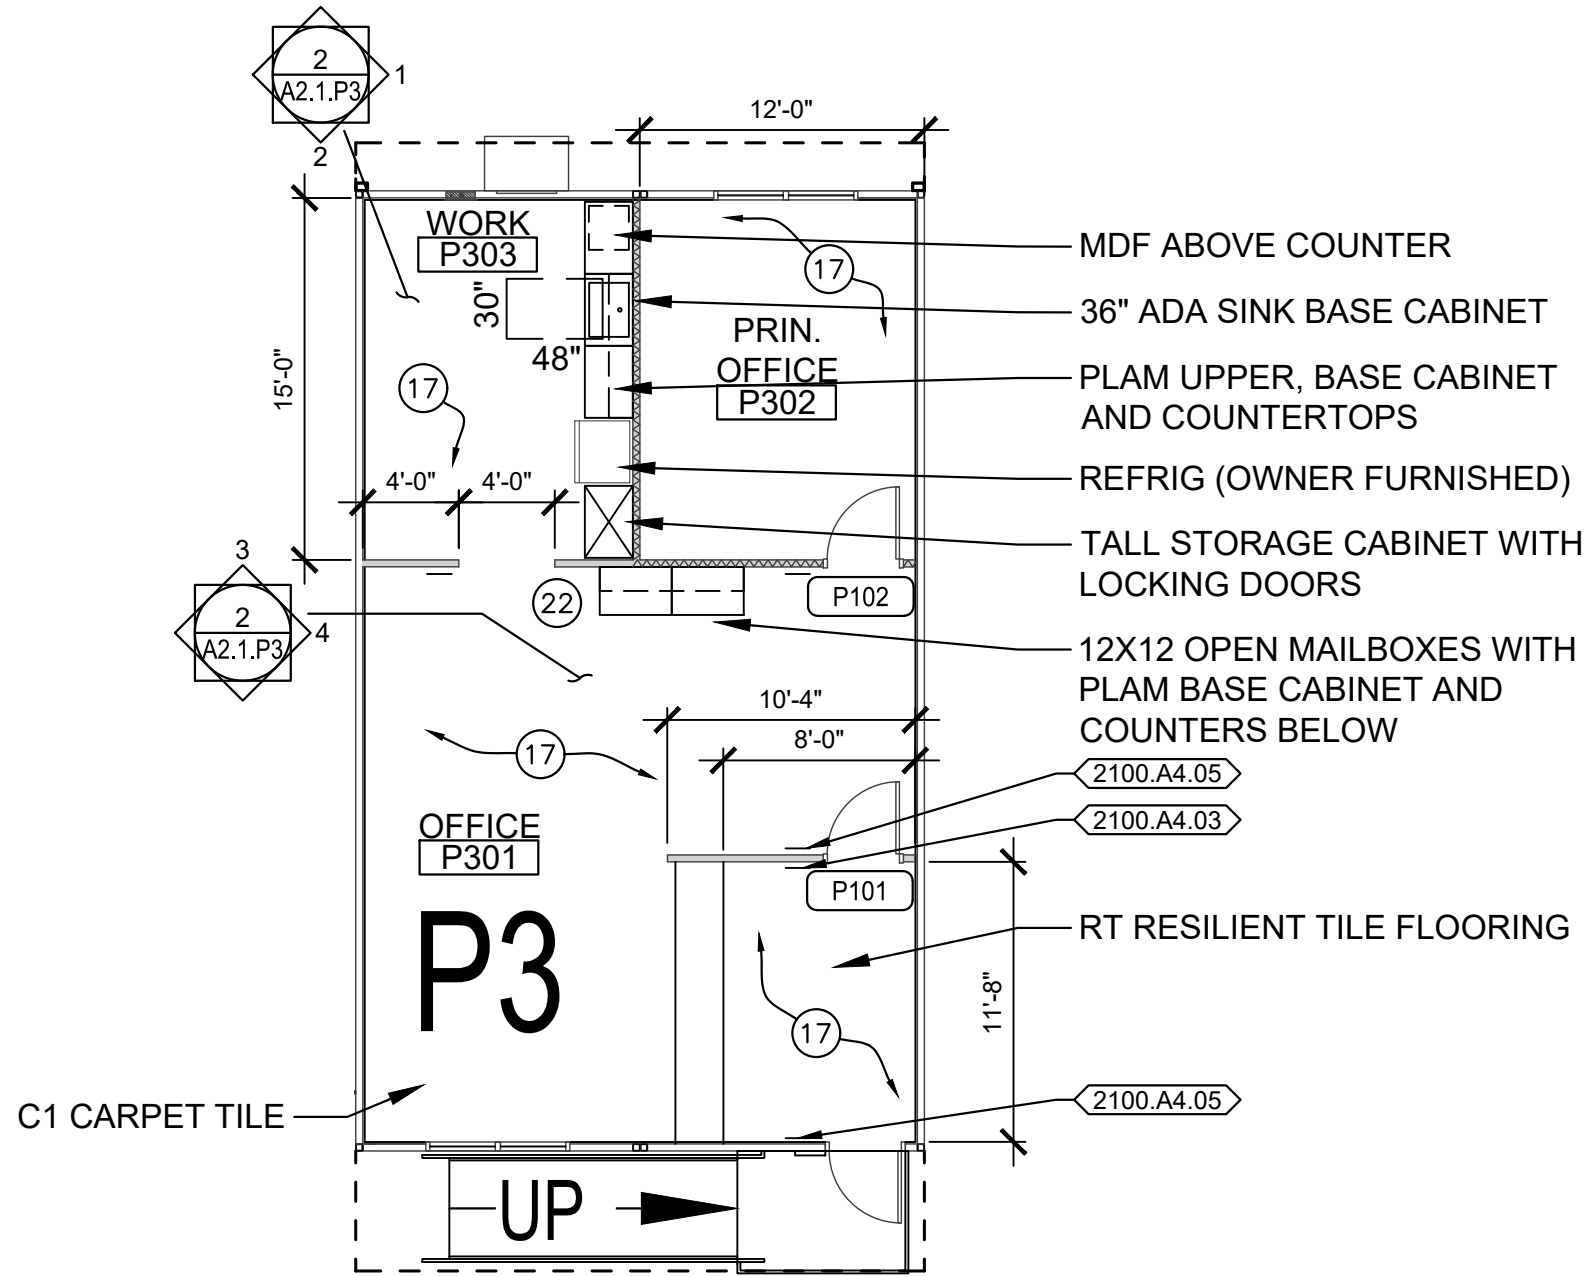 2
A2.1.P3
1
2
12'-0"
WORK
P303
MDF ABOVE COUNTER
17
30"
36" ADA SINK BASE CABINET
PRIN.
OFFICE
P302
48"
15'-0"
17
PLAM UPPER, BASE CABINET
AND COUNTERTOPS
4'-0"
4'-0"
REFRIG (OWNER FURNISHED)
TALL STORAGE CABINET WITH
LOCKING DOORS
3
2
A2.1.P3
4
22
P102
12X12 OPEN MAILBOXES WITH
PLAM BASE CABINET AND
COUNTERS BELOW
10'-4"
8'-0"
17
2100.A4.05
2100.A4.03
OFFICE
P301
P101
P3
RT RESILIENT TILE FLOORING
11'-8"
17
C1 CARPET TILE
2100.A4.05
UP